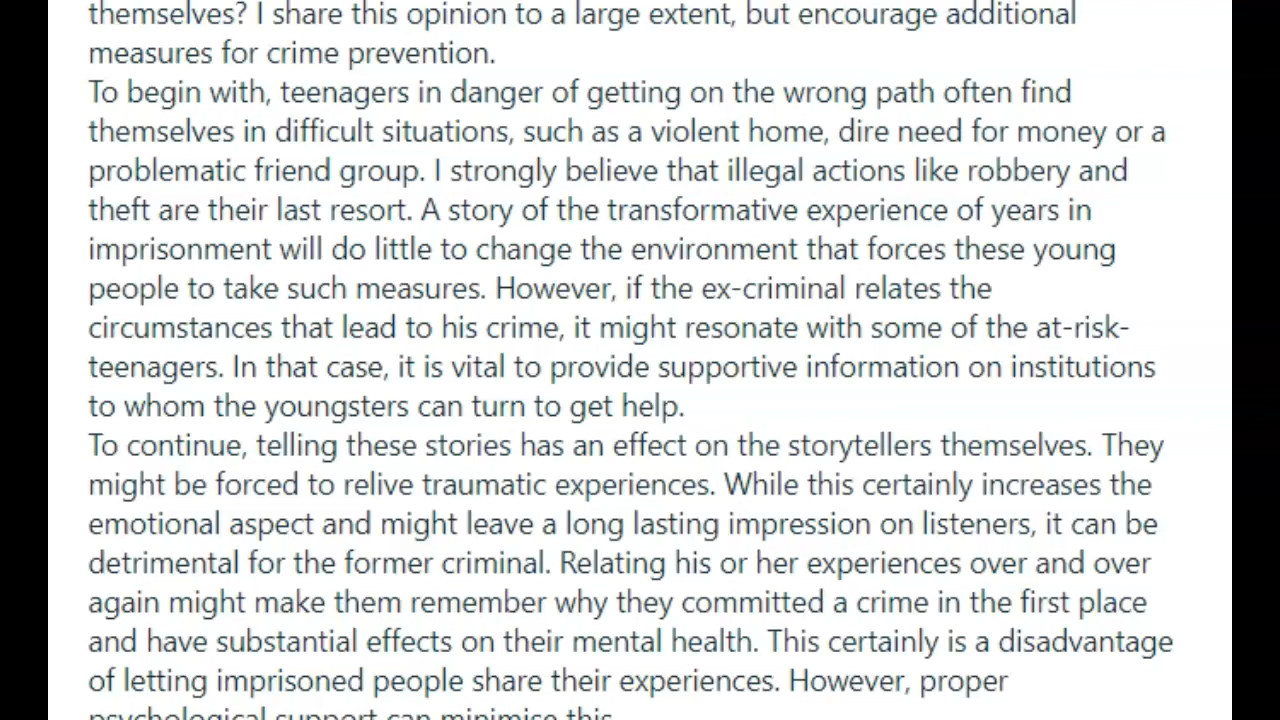 themselves? I share this opinion to a large extent, but encourage additional
measures for crime prevention.
To begin with, teenagers in danger of getting on the wrong path often find
themselves in difficult situations, such as a violent home, dire need for money or a
problematic friend group. I strongly believe that illegal actions like robbery and
theft are their last resort. A story of the transformative experience of years in
imprisonment will do little to change the environment that forces these young
people to take such measures. However, if the ex-criminal relates the
circumstances that lead to his crime, it might resonate with some of the at-risk-
teenagers. In that case, it is vital to provide supportive information on institutions
to whom the youngsters can turn to get help.
To continue, telling these stories has an effect on the storytellers themselves. They
might be forced to relive traumatic experiences. While this certainly increases the
emotional aspect and might leave a long lasting impression on listeners, it can be
detrimental for the former criminal. Relating his or her experiences over and over
again might make them remember why they committed a crime in the first place
and have substantial effects on their mental health. This certainly is a disadvantage
of letting imprisoned people share their experiences. However, proper
psychological support can minimise this.